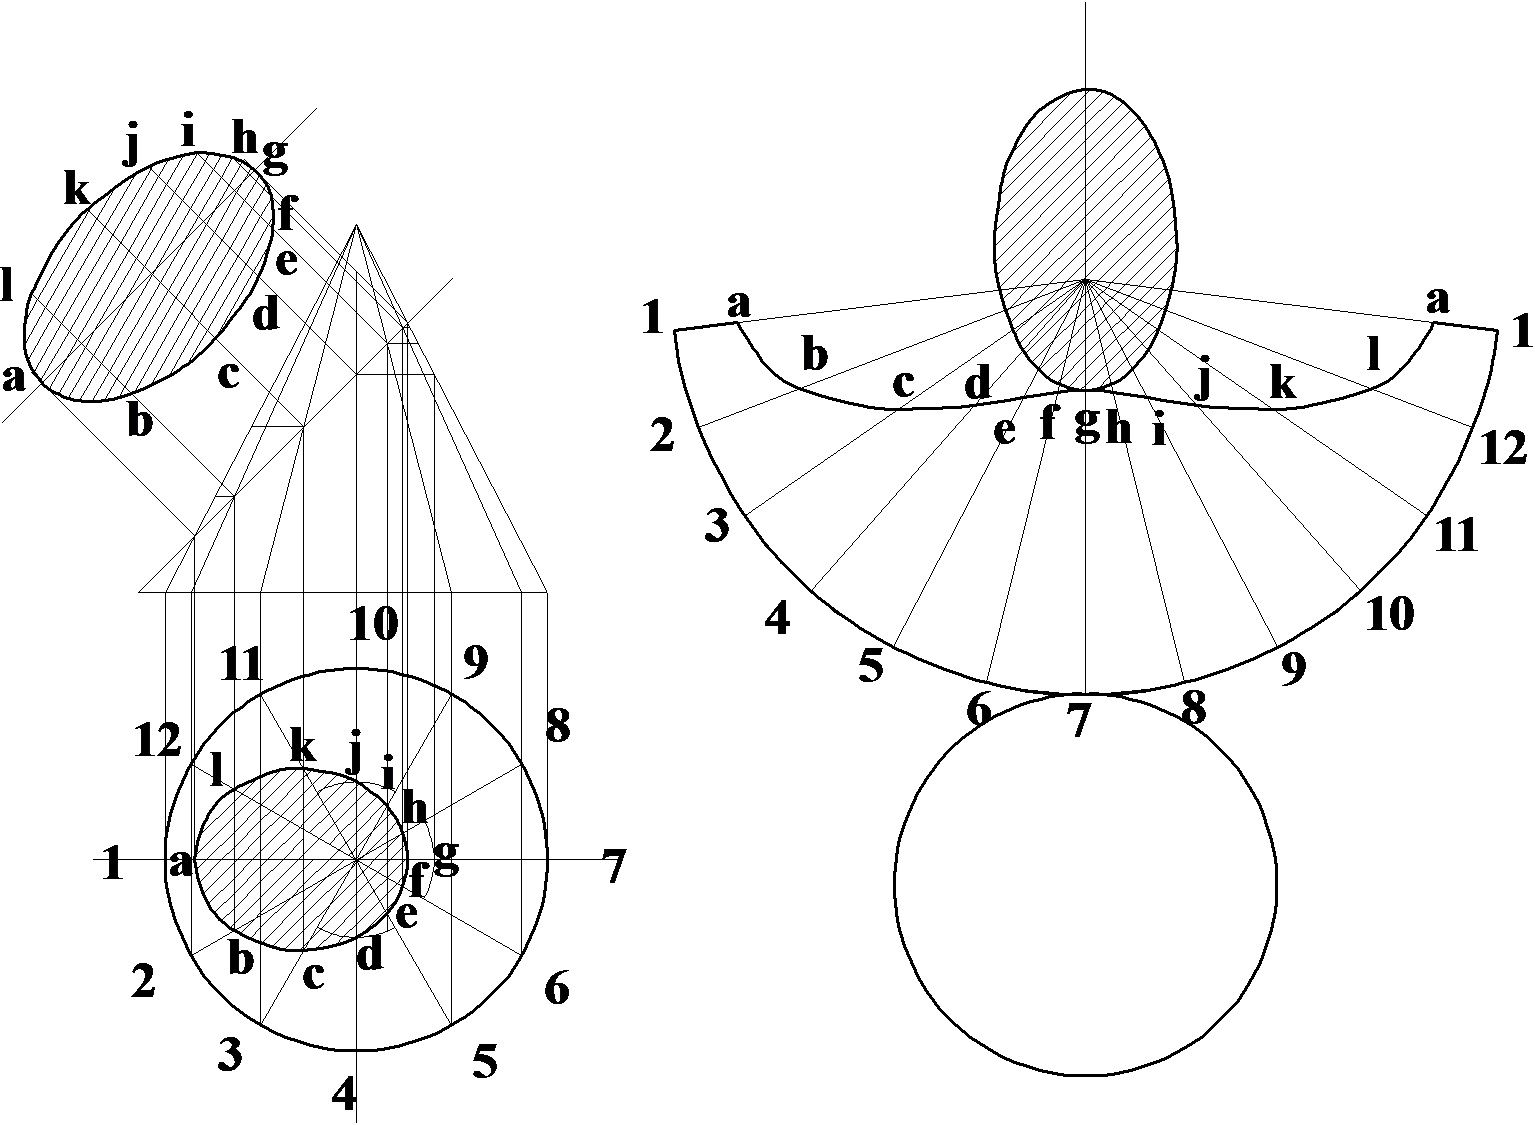 j i h g
k
f
e
l
d
a
c
b
10
11 9
12 8
k j
l i
h
1 a g 7
f
e
b d
c
2 6
3 5
4
1 a a 1
b l
c d j k
2 e f g h i 12
3 11
4 10
5 9
6 7 8